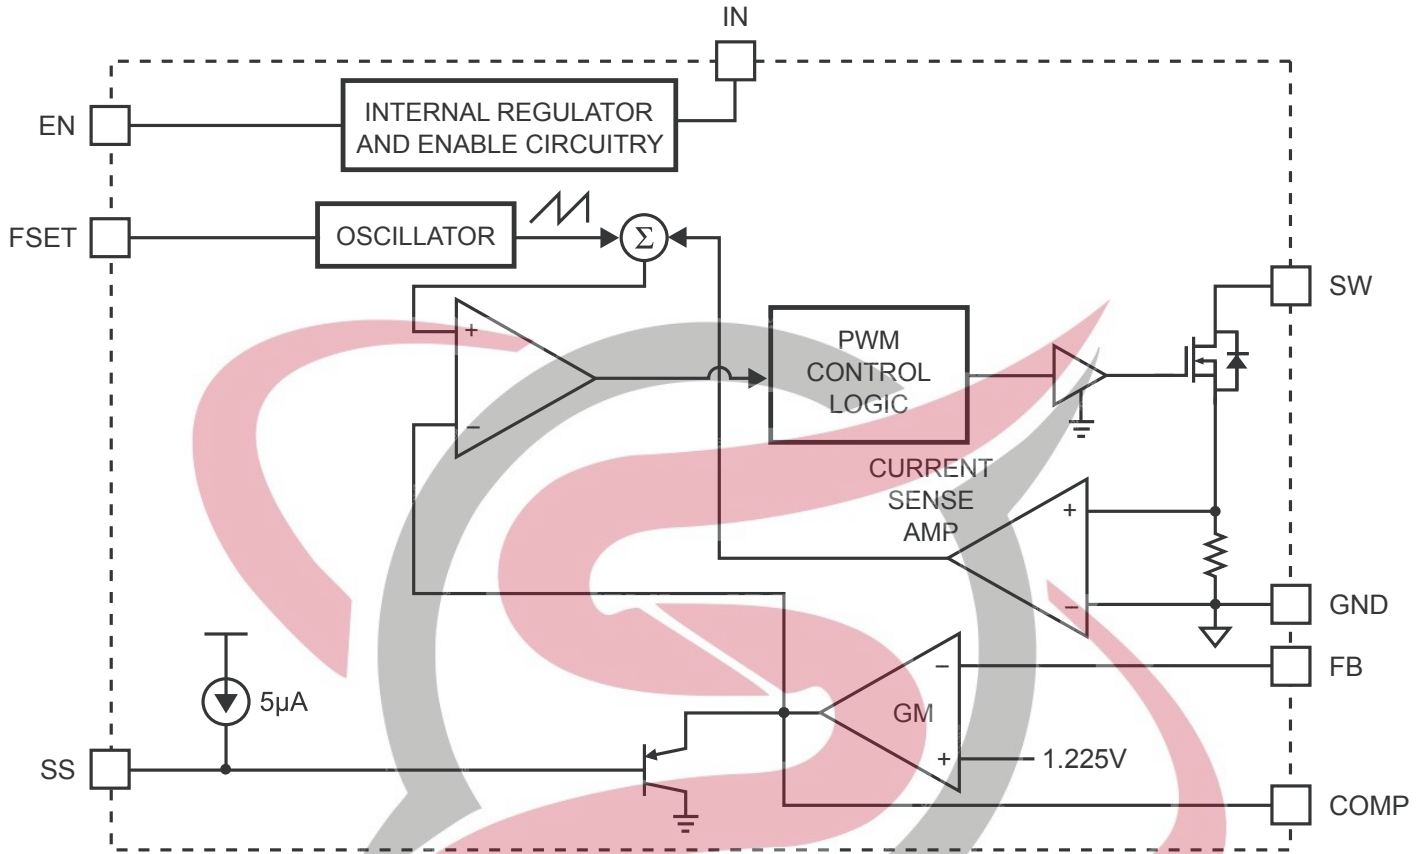 IN
EN
INTERNAL REGULATOR
AND ENABLE CIRCUITRY
FSET
OSCILLATOR
Σ
SW
+
PWM
CONTROL
LOGIC
−
CURRENT
SENSE
AMP
+
−
GND
FB
−
5µA
GM
SS
+
1.225V
COMP